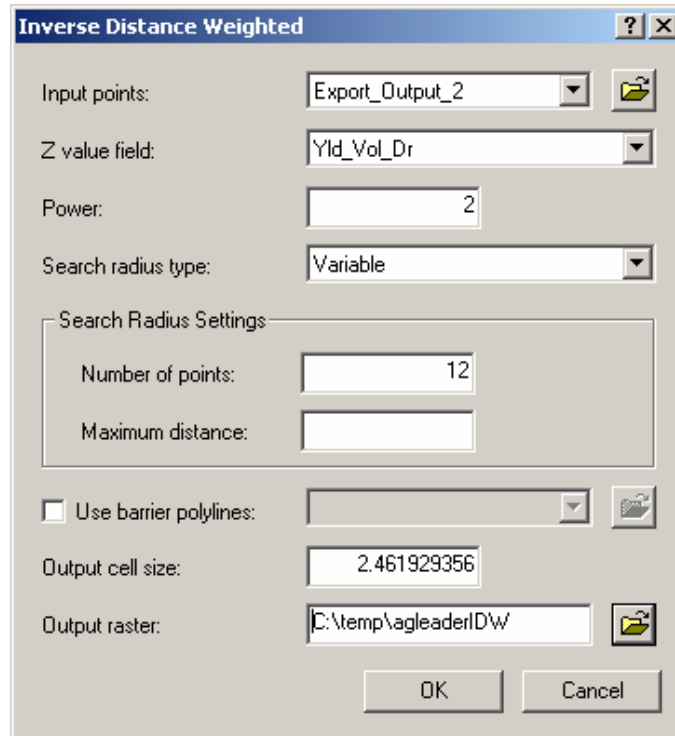 Inverse Distance Weighted
Input points: Export_Output_2
Z value field: Yld_Vol_Dr
Power: 2
Search radius type: Variable
Search Radius Settings
Number of points: 12
Maximum distance:
Use barrier polylines:
Output cell size: 2.461929356
Output raster: C:\temp\agleaderIDW
OK Cancel